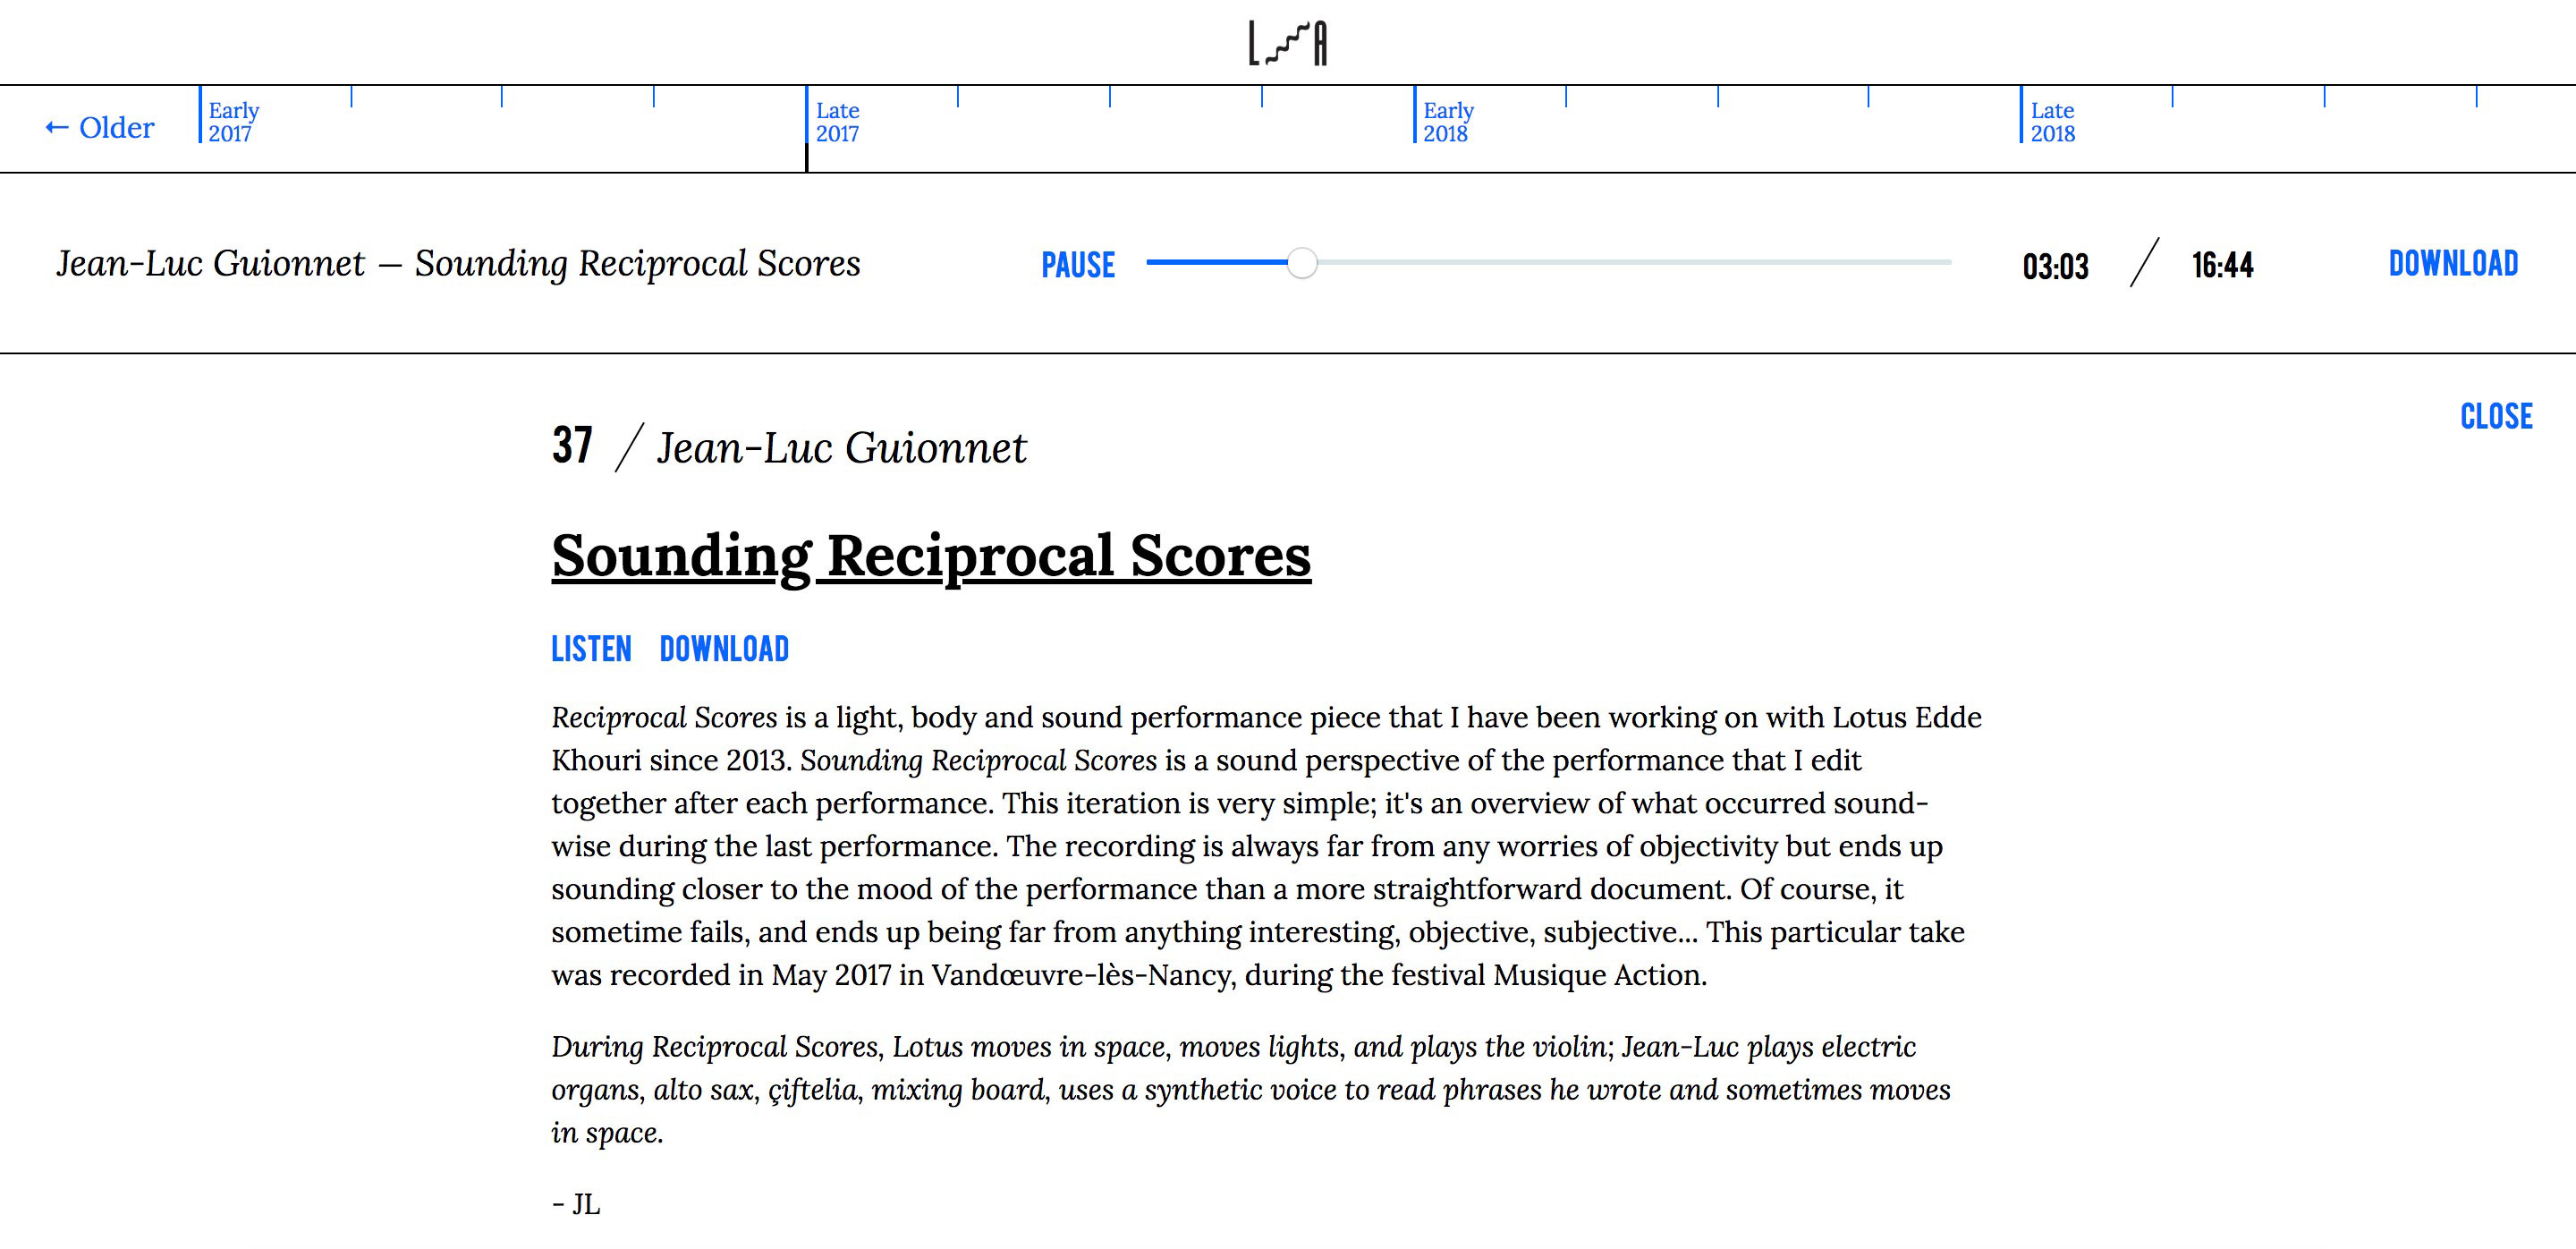 L A
← Older
Early
2017
Late
2017
Early
2018
Late
2018
Jean-Luc Guionnet — Sounding Reciprocal Scores
PAUSE
03:03 / 16:44
DOWNLOAD
CLOSE
37 / Jean-Luc Guionnet
Sounding Reciprocal Scores
LISTEN DOWNLOAD
Reciprocal Scores is a light, body and sound performance piece that I have been working on with Lotus Edde
Khouri since 2013. Sounding Reciprocal Scores is a sound perspective of the performance that I edit
together after each performance. This iteration is very simple; it's an overview of what occurred sound-
wise during the last performance. The recording is always far from any worries of objectivity but ends up
sounding closer to the mood of the performance than a more straightforward document. Of course, it
sometime fails, and ends up being far from anything interesting, objective, subjective... This particular take
was recorded in May 2017 in Vandœuvre-lès-Nancy, during the festival Musique Action.
During Reciprocal Scores, Lotus moves in space, moves lights, and plays the violin; Jean-Luc plays electric
organs, alto sax, çiftelia, mixing board, uses a synthetic voice to read phrases he wrote and sometimes moves
in space.
- JL